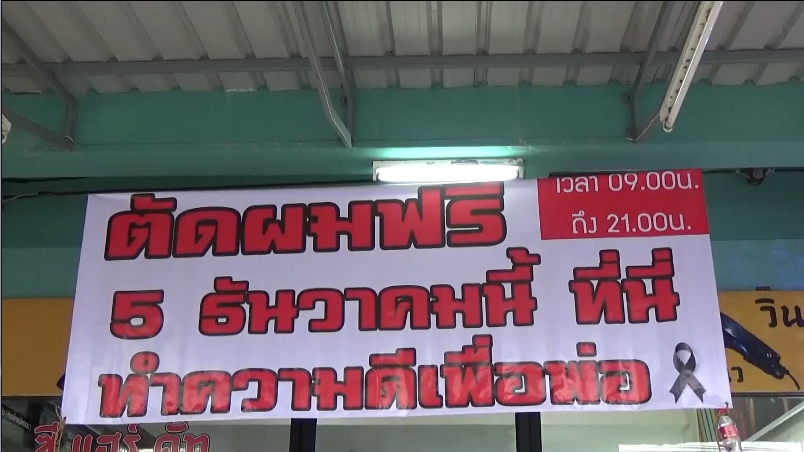 ตัดผมฟรี
เวลา 09.00น.
ถึง 21.00น.
5 ธันวาคมนี้ ที่นี่
ทำความดีเพื่อพ่อ
วิน